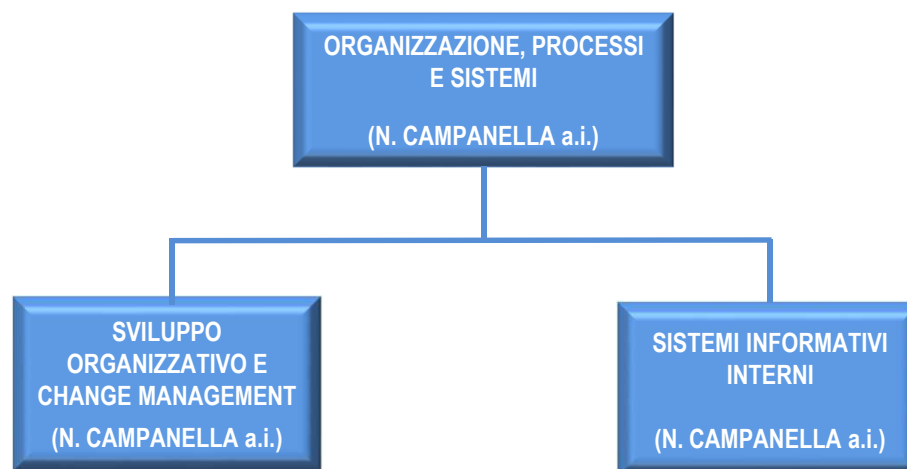 ORGANIZZAZIONE, PROCESSI
E SISTEMI
(N. CAMPANELLA a.i.)
SVILUPPO
ORGANIZZATIVO E
CHANGE MANAGEMENT
(N. CAMPANELLA a.i.)
SISTEMI INFORMATIVI
INTERNI
(N. CAMPANELLA a.i.)